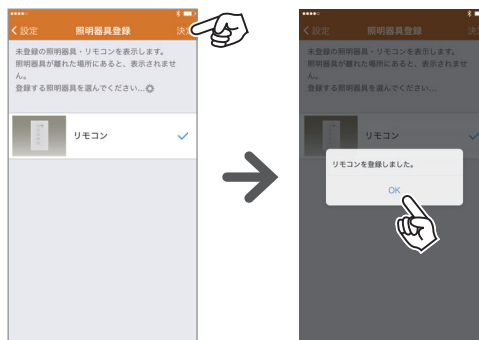 設定 照明器具登録 決定
未登録の照明器具・リモコンを表示します。
照明器具が離れた場所にあると、表示されませ
ん。
登録する照明器具を選んでください...
リモコン
設定 照明器具登録
未登録の照明器具・リモコンを表示します。
照明器具が離れた場所にあると、表示されませ
ん。
登録する照明器具を選んでください...
リモコン
リモコンを登録しました。
OK